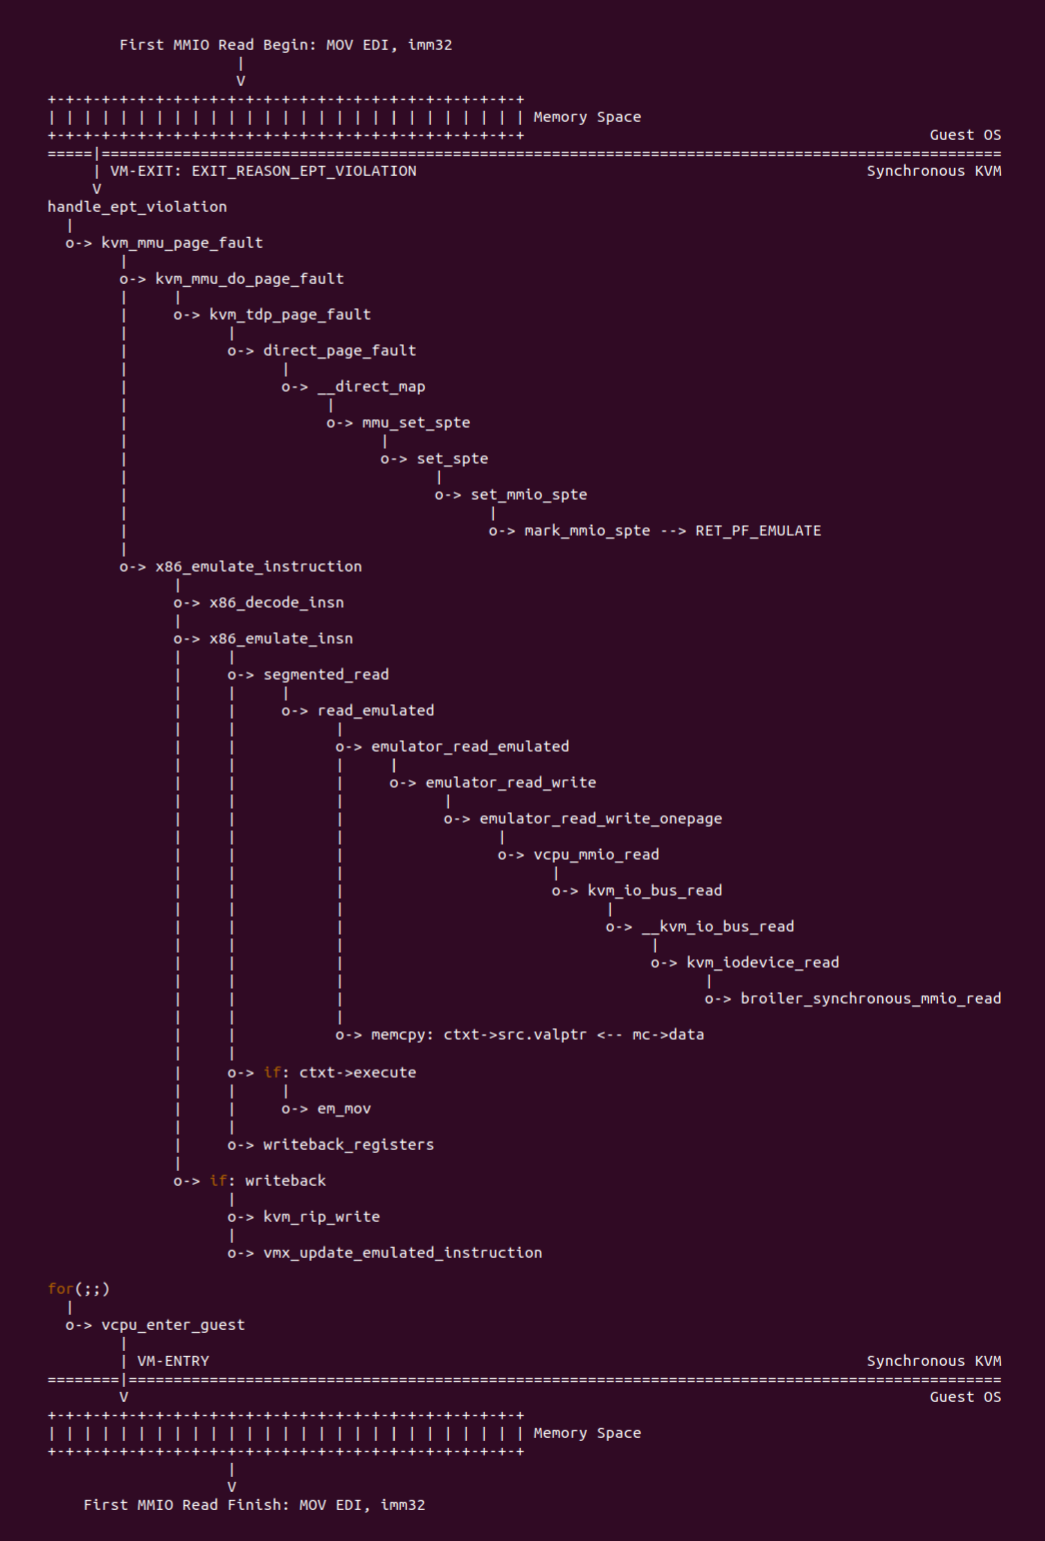 First MMIO Read Begin: MOV EDI, imm32
|
V
+-+-+-+-+-+-+-+-+-+-+-+-+-+-+-+-+-+-+-+-+-+-+-+-+-+-+
| | | | | | | | | | | | | | | | | | | | | | | | | | | Memory Space
+-+-+-+-+-+-+-+-+-+-+-+-+-+-+-+-+-+-+-+-+-+-+-+-+-+-+ Guest OS
=====|====================================================================================================
| VM-EXIT: EXIT_REASON_EPT_VIOLATION Synchronous KVM
V
handle_ept_violation
|
o-> kvm_mmu_page_fault
|
o-> kvm_mmu_do_page_fault
| |
| o-> kvm_tdp_page_fault
| |
| o-> direct_page_fault
| |
| o-> __direct_map
| |
| o-> mmu_set_spte
| |
| o-> set_spte
| |
| o-> set_mmio_spte
| |
| o-> mark_mmio_spte --> RET_PF_EMULATE
|
o-> x86_emulate_instruction
|
o-> x86_decode_insn
|
o-> x86_emulate_insn
| |
| o-> segmented_read
| | |
| | o-> read_emulated
| | |
| | o-> emulator_read_emulated
| | | |
| | | o-> emulator_read_write
| | | |
| | | o-> emulator_read_write_onepage
| | | |
| | | o-> vcpu_mmio_read
| | | |
| | | o-> kvm_io_bus_read
| | | |
| | | o-> __kvm_io_bus_read
| | | |
| | | o-> kvm_iodevice_read
| | | |
| | | o-> broiler_synchronous_mmio_read
| | |
| | o-> memcpy: ctxt->src.valptr <-- mc->data
| |
| o-> if: ctxt->execute
| | |
| | o-> em_mov
| |
| o-> writeback_registers
|
o-> if: writeback
|
o-> kvm_rip_write
|
o-> vmx_update_emulated_instruction
for(;;)
|
o-> vcpu_enter_guest
|
| VM-ENTRY Synchronous KVM
========|=================================================================================================
V Guest OS
+-+-+-+-+-+-+-+-+-+-+-+-+-+-+-+-+-+-+-+-+-+-+-+-+-+-+
| | | | | | | | | | | | | | | | | | | | | | | | | | | Memory Space
+-+-+-+-+-+-+-+-+-+-+-+-+-+-+-+-+-+-+-+-+-+-+-+-+-+-+
|
V
First MMIO Read Finish: MOV EDI, imm32